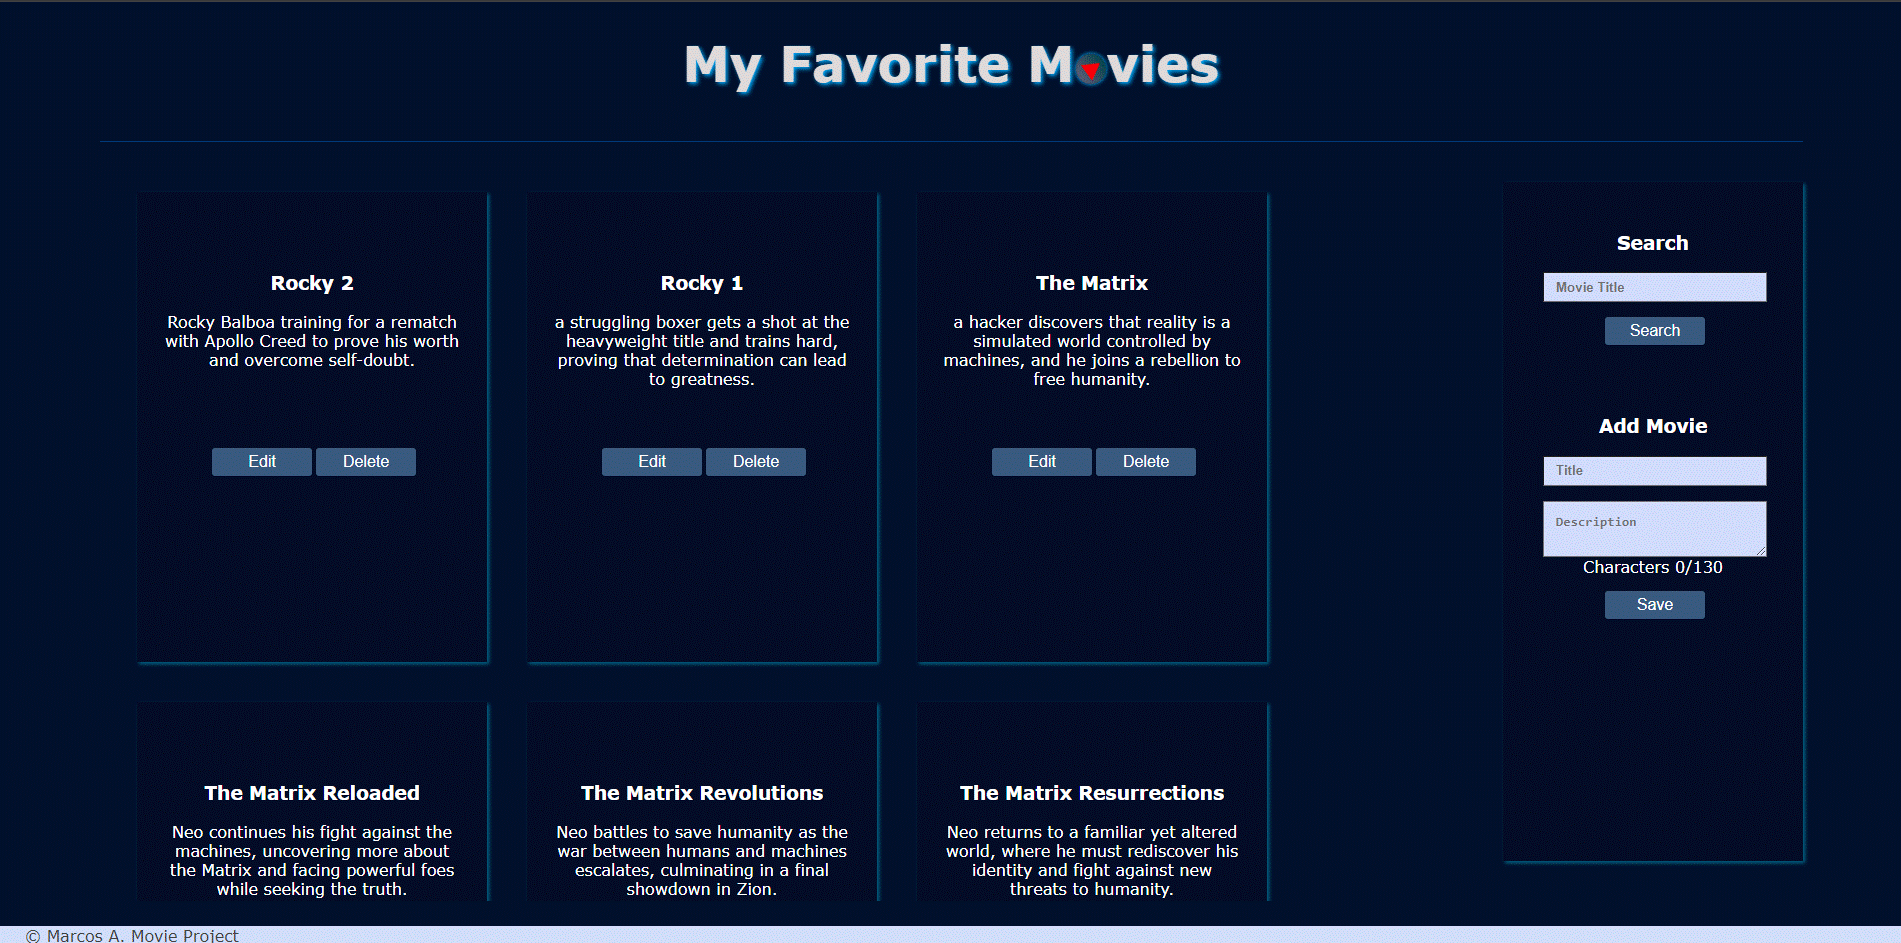 My Favorite Movies
Rocky 2
Rocky Balboa training for a rematch
with Apollo Creed to prove his worth
and overcome self-doubt.
Edit Delete
Rocky 1
a struggling boxer gets a shot at the
heavyweight title and trains hard,
proving that determination can lead
to greatness.
Edit Delete
The Matrix
a hacker discovers that reality is a
simulated world controlled by
machines, and he joins a rebellion to
free humanity.
Edit Delete
The Matrix Reloaded
Neo continues his fight against the
machines, uncovering more about
the Matrix and facing powerful foes
while seeking the truth.
The Matrix Revolutions
Neo battles to save humanity as the
war between humans and machines
escalates, culminating in a final
showdown in Zion.
The Matrix Resurrections
Neo returns to a familiar yet altered
world, where he must rediscover his
identity and fight against new
threats to humanity.
Search
Movie Title
Search
Add Movie
Title
Description
Characters 0/130
Save
© Marcos A. Movie Project